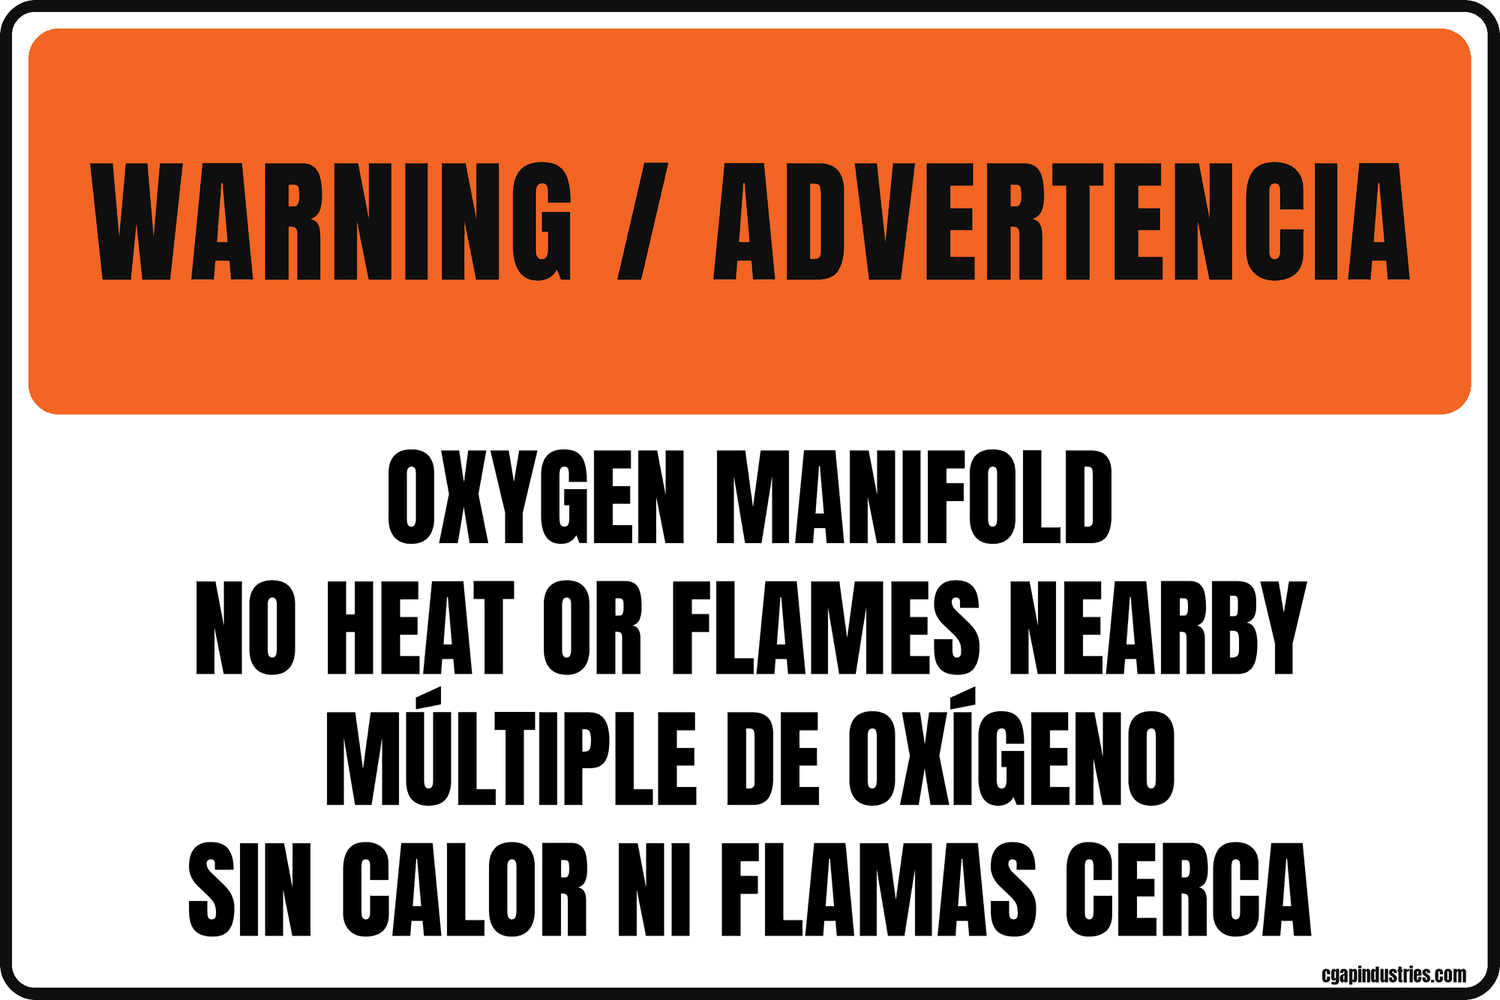 WARNING / ADVERTENCIA
OXYGEN MANIFOLD
NO HEAT OR FLAMES NEARBY
MÚLTIPLE DE OXÍGENO
SIN CALOR NI FLAMAS CERCA
cgapindustries.com